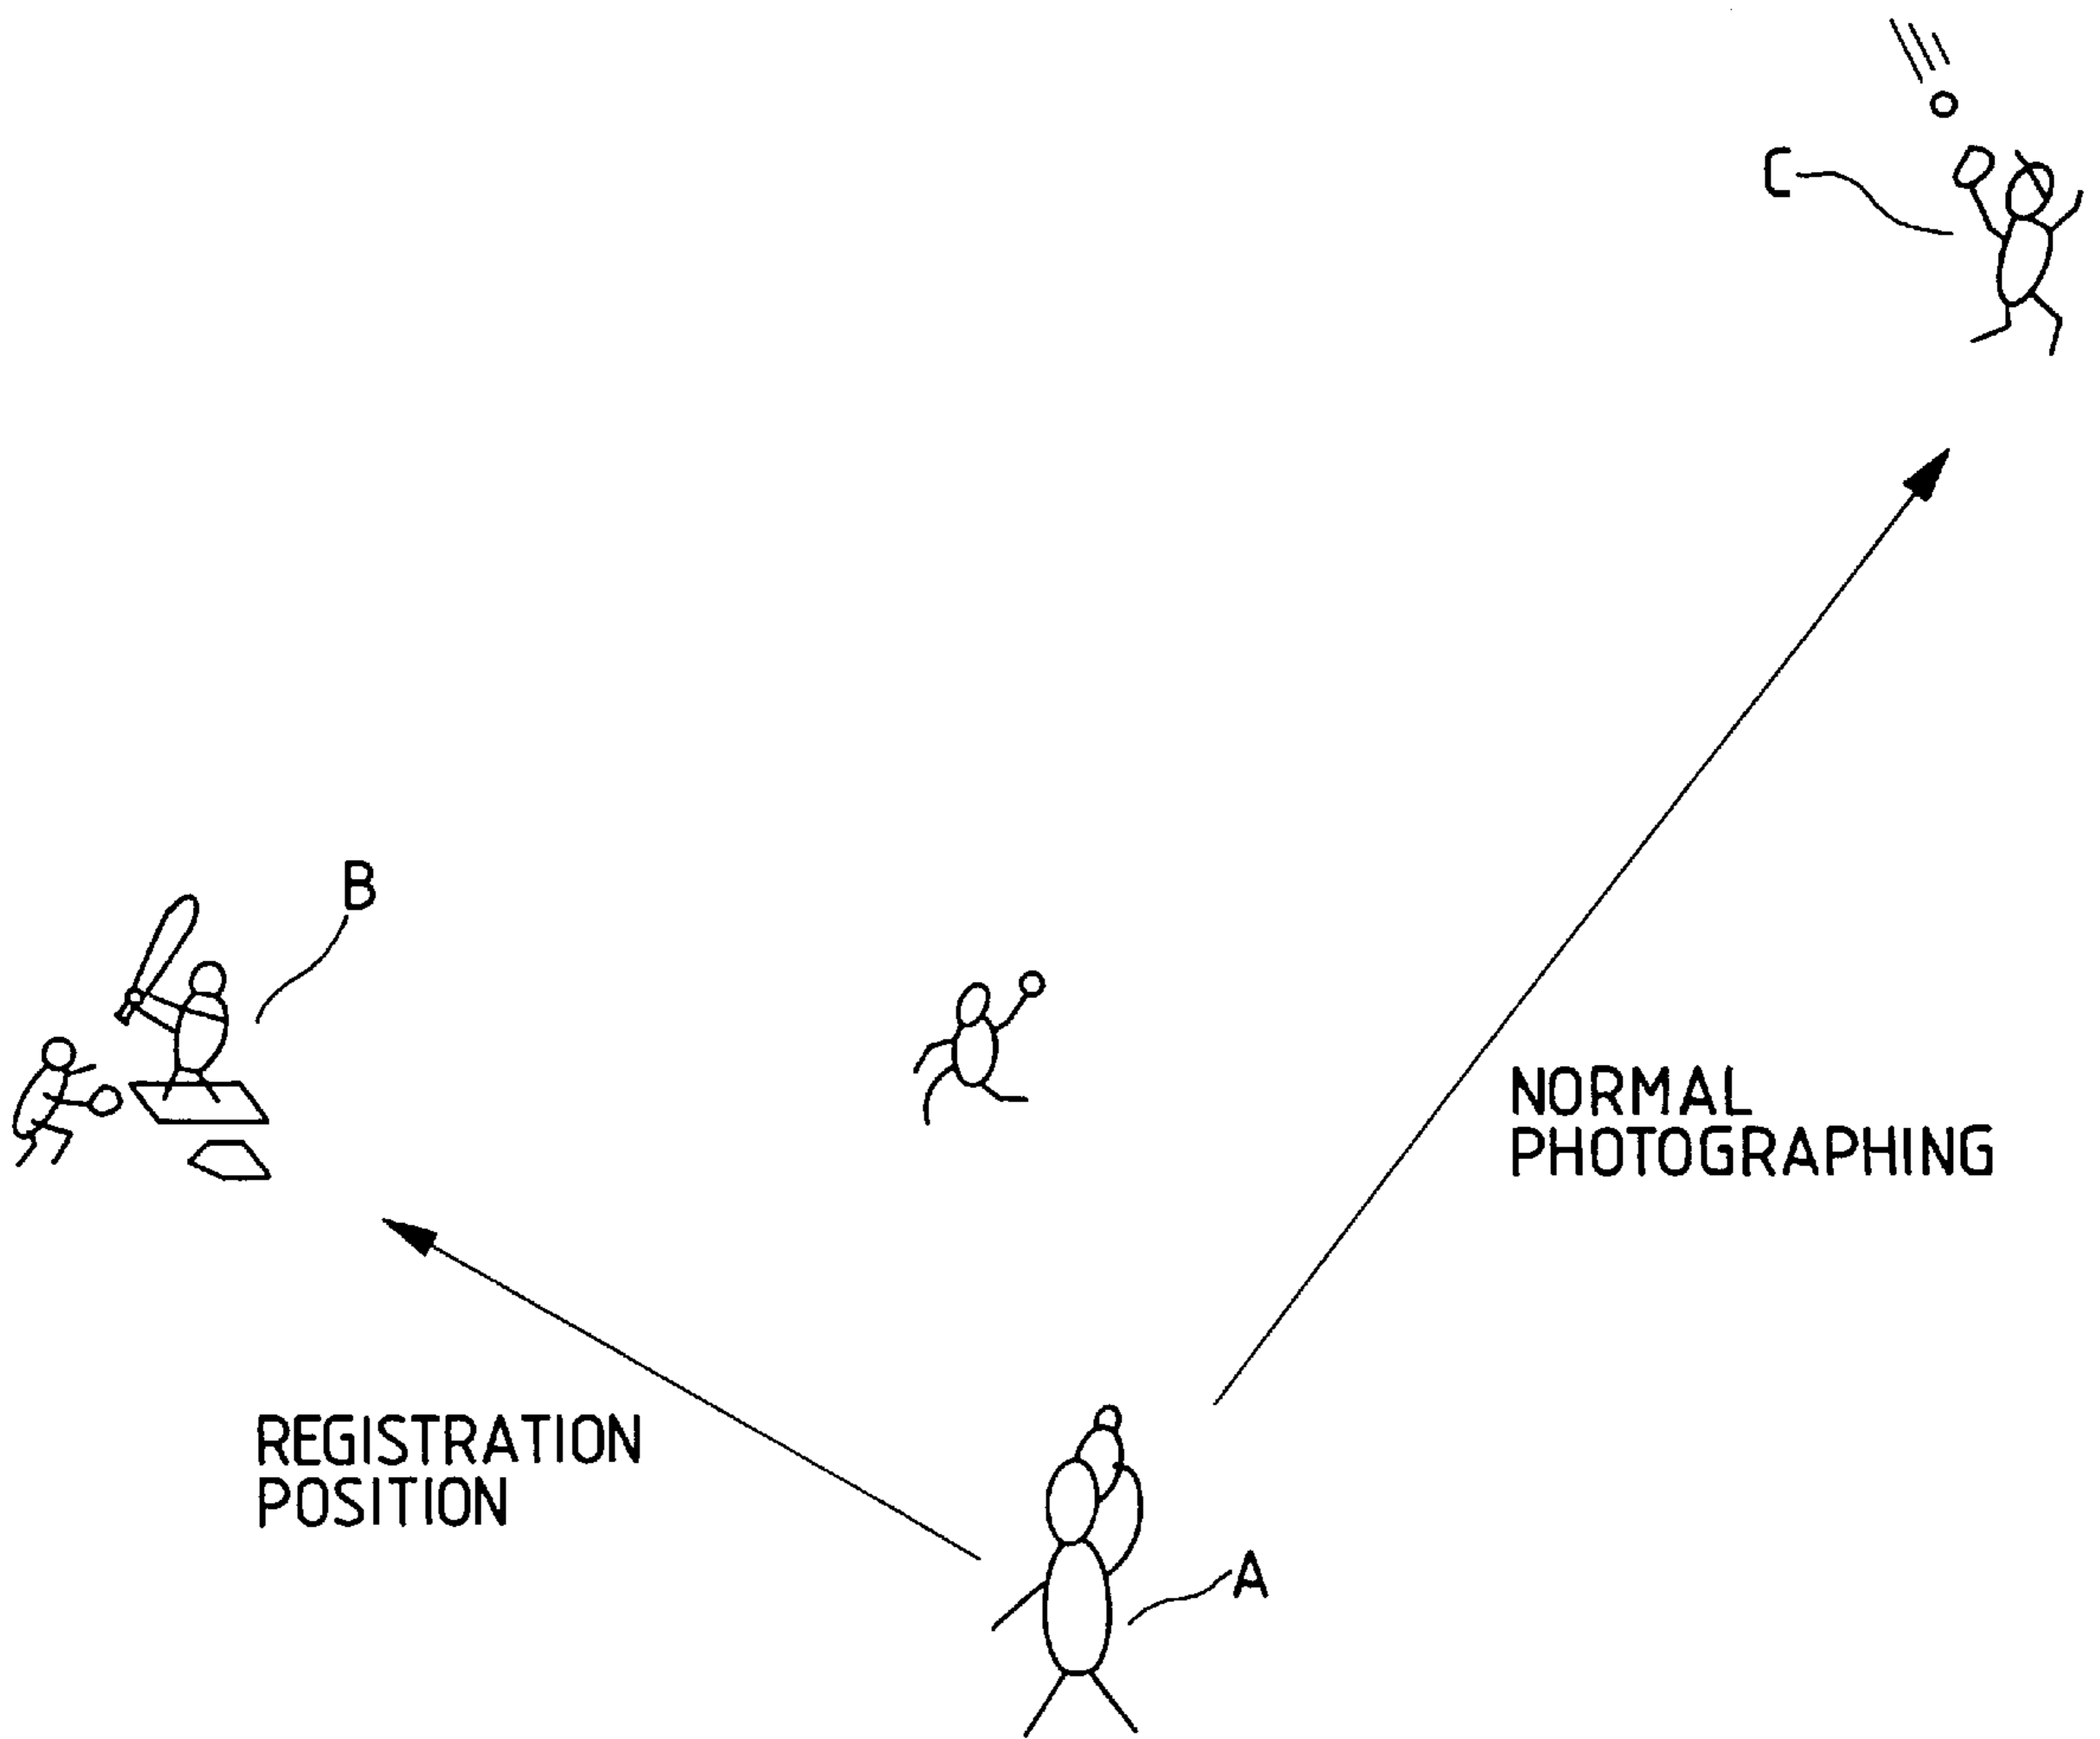 C
B
NORMAL
PHOTOGRAPHING
REGISTRATION
POSITION
A